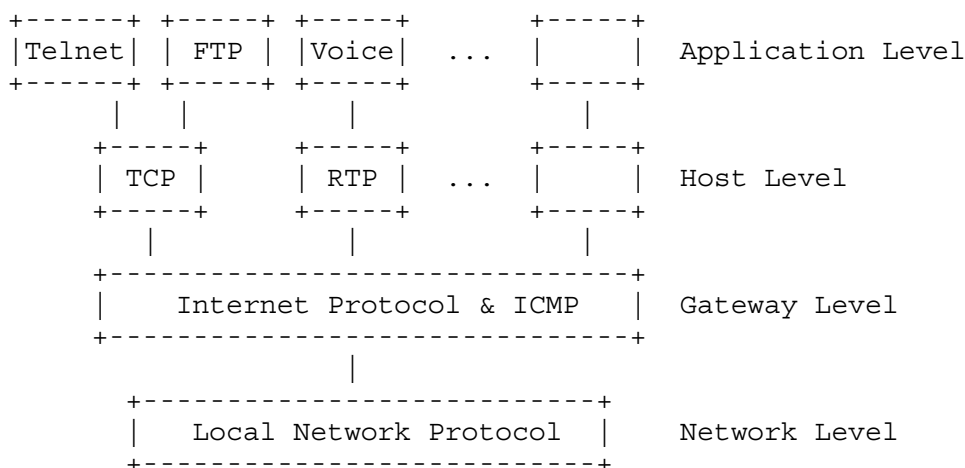 Telnet FTP Voice ... Application Level
TCP RTP ... Host Level
Internet Protocol & ICMP Gateway Level
Local Network Protocol Network Level